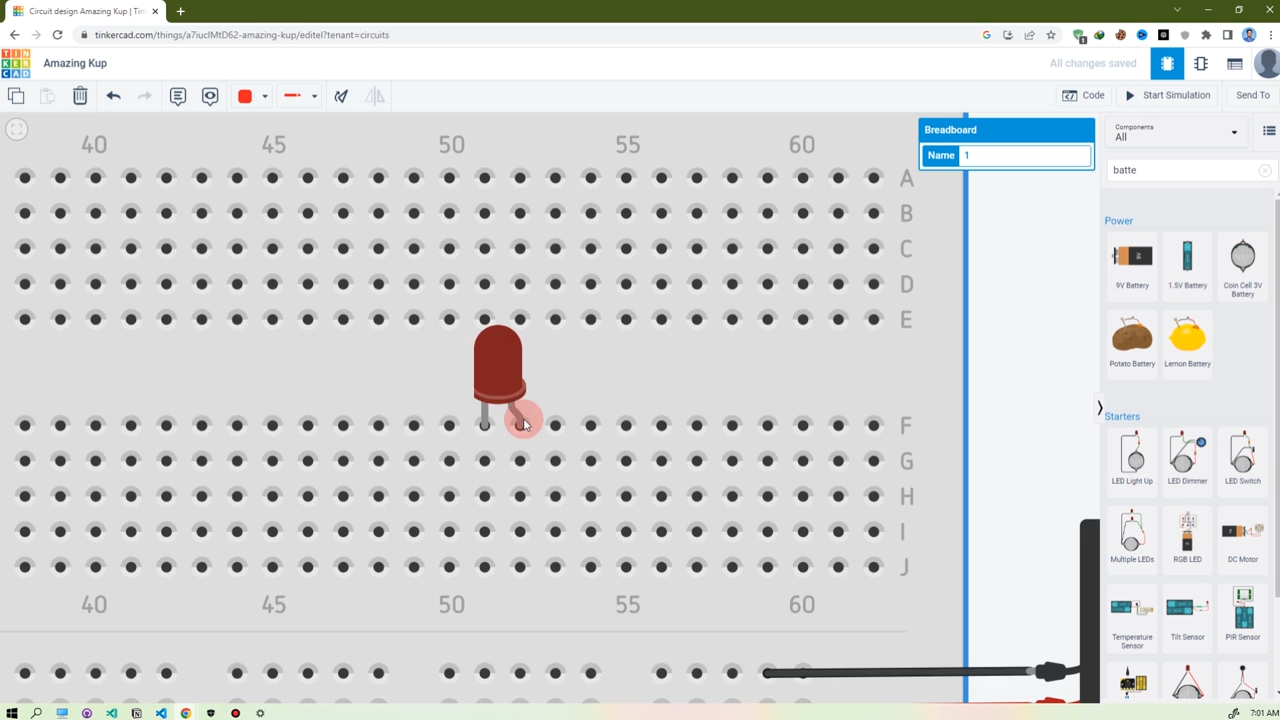 Circuit design Amazing Kup | Tin
tinkercad.com/things/a7iucIMtD62-amazing-kup/editel?tenant=circuits
1
TIN
KER
CAD
Amazing Kup
All changes saved
Code
Start Simulation
Send To
40 45 50 55 60
A
B
C
D
E
F
G
H
I
J
40 45 50 55 60
Breadboard
Name 1
Components
All
batte
Power
9V Battery
1.5V Battery
Coin Cell 3V
Battery
Potato Battery
Lemon Battery
Starters
LED Light Up
LED Dimmer
LED Switch
Multiple LEDs
RGB LED
DC Motor
Temperature
Sensor
Tilt Sensor
PIR Sensor
7:01 AM